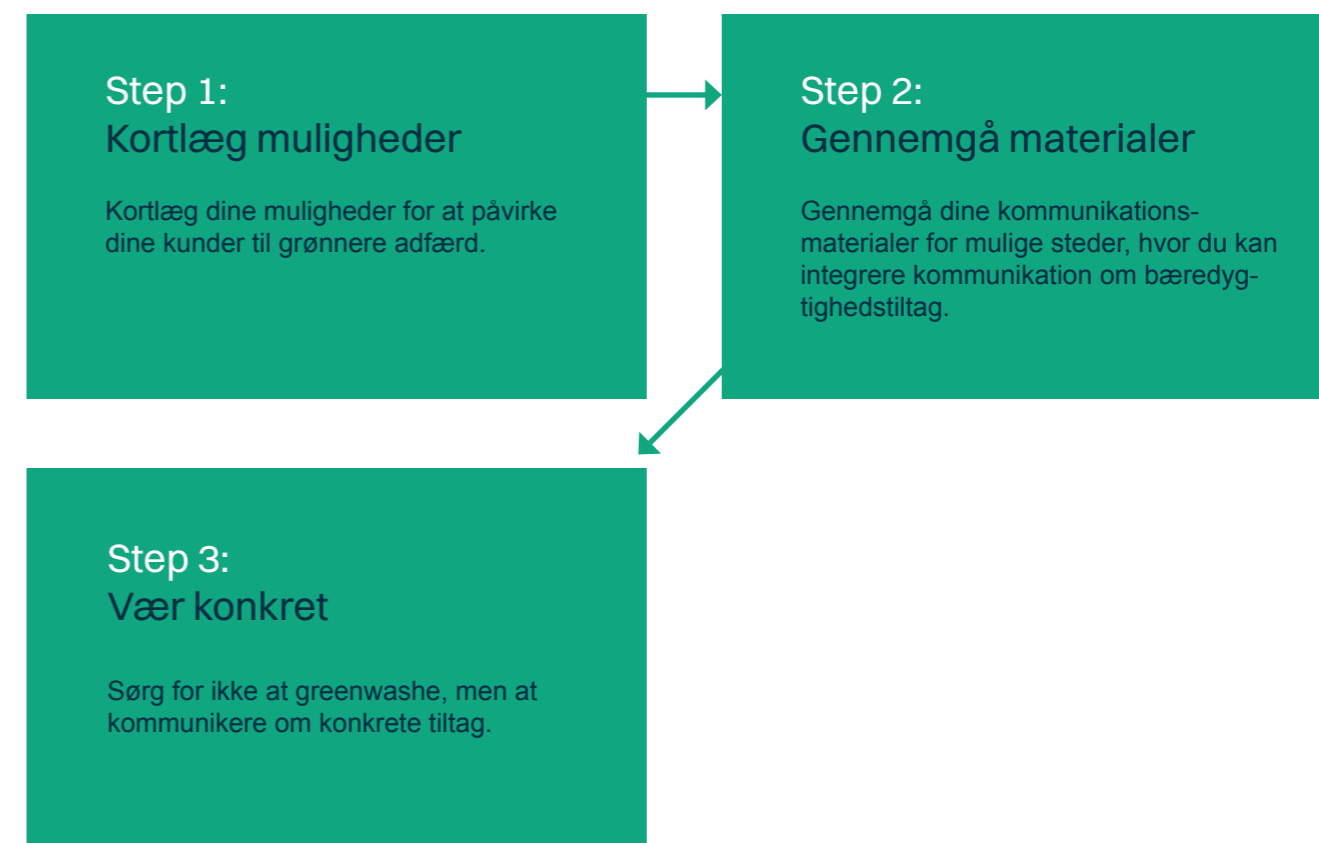 Step 1:
Kortlæg muligheder
Kortlæg dine muligheder for at påvirke
dine kunder til grønnere adfærd.
Step 2:
Gennemgå materialer
Gennemgå dine kommunikations-
materialer for mulige steder, hvor du kan
integrere kommunikation om bæredyg-
tighedstiltag.
Step 3:
Vær konkret
Sørg for ikke at greenwashe, men at
kommunikere om konkrete tiltag.